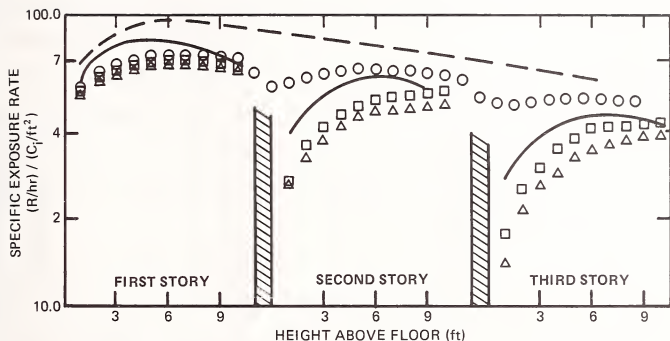 100.0
7
4
2
10.0
SPECIFIC EXPOSURE RATE
(R/hr) / (Ci/ft²)
FIRST STORY
SECOND STORY
THIRD STORY
3 6 9 3 6 9 3 6 9
HEIGHT ABOVE FLOOR (ft)